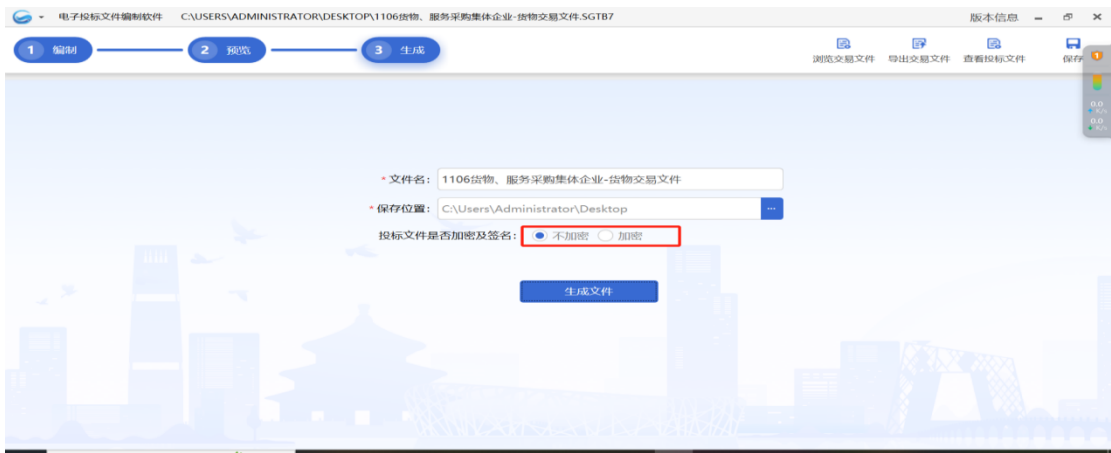 电子投标文件编制软件 C:\USERS\ADMINISTRATOR\DESKTOP\1106货物、服务采购集体企业-货物交易文件.SGTB7 版本信息
1 编制 2 预览 3 生成
浏览交易文件 导出交易文件 查看投标文件 保存
1
0.0
K/s
0.0
K/s
* 文件名: 1106货物、服务采购集体企业-货物交易文件
* 保存位置: C:\Users\Administrator\Desktop ...
投标文件是否加密及签名: 不加密 加密
生成文件